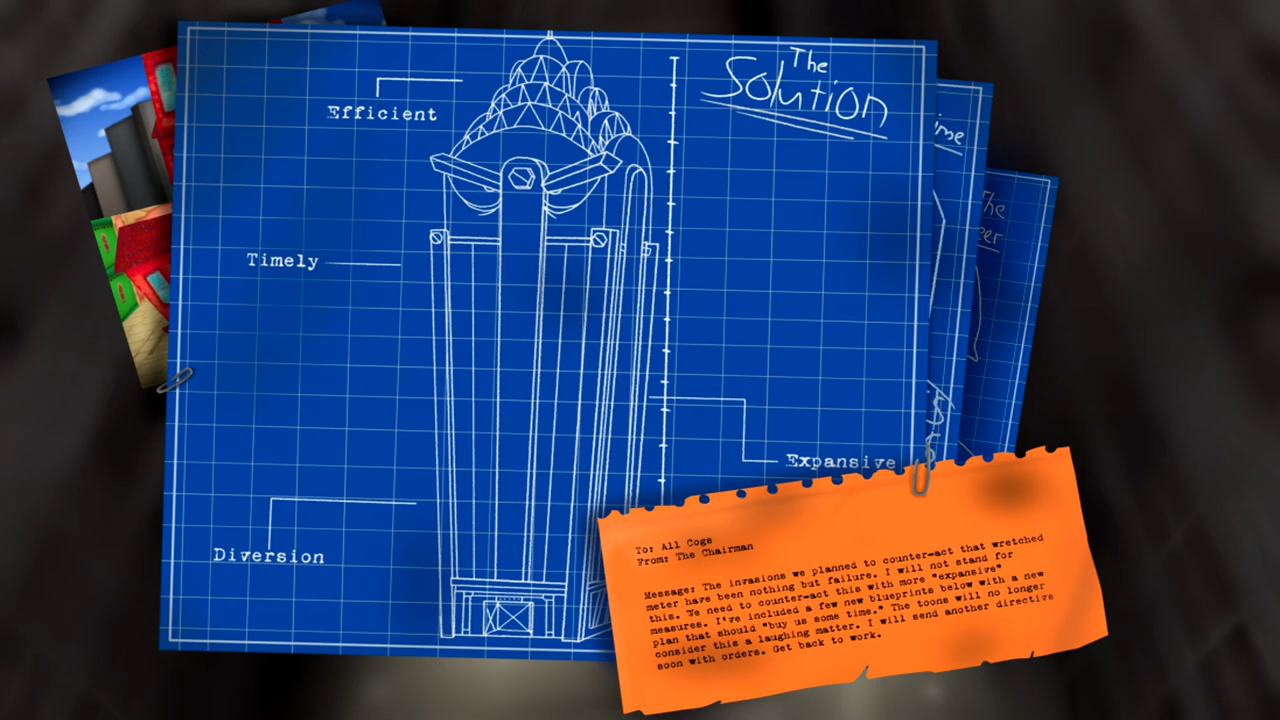 The
Solution
Efficient
Timely
Expansive
Diversion
The
To: All Cogs
From: The Chairman
Message: The invasions we planned to counter-act that wretched
meter have been nothing but failure. I will not stand for
this. We need to counter-act this with more "expansive"
measures. I've included a few new blueprints below with a new
plan that should "buy us some time." The toons will no longer
consider this a laughing matter. I will send another directive
soon with orders. Get back to work.